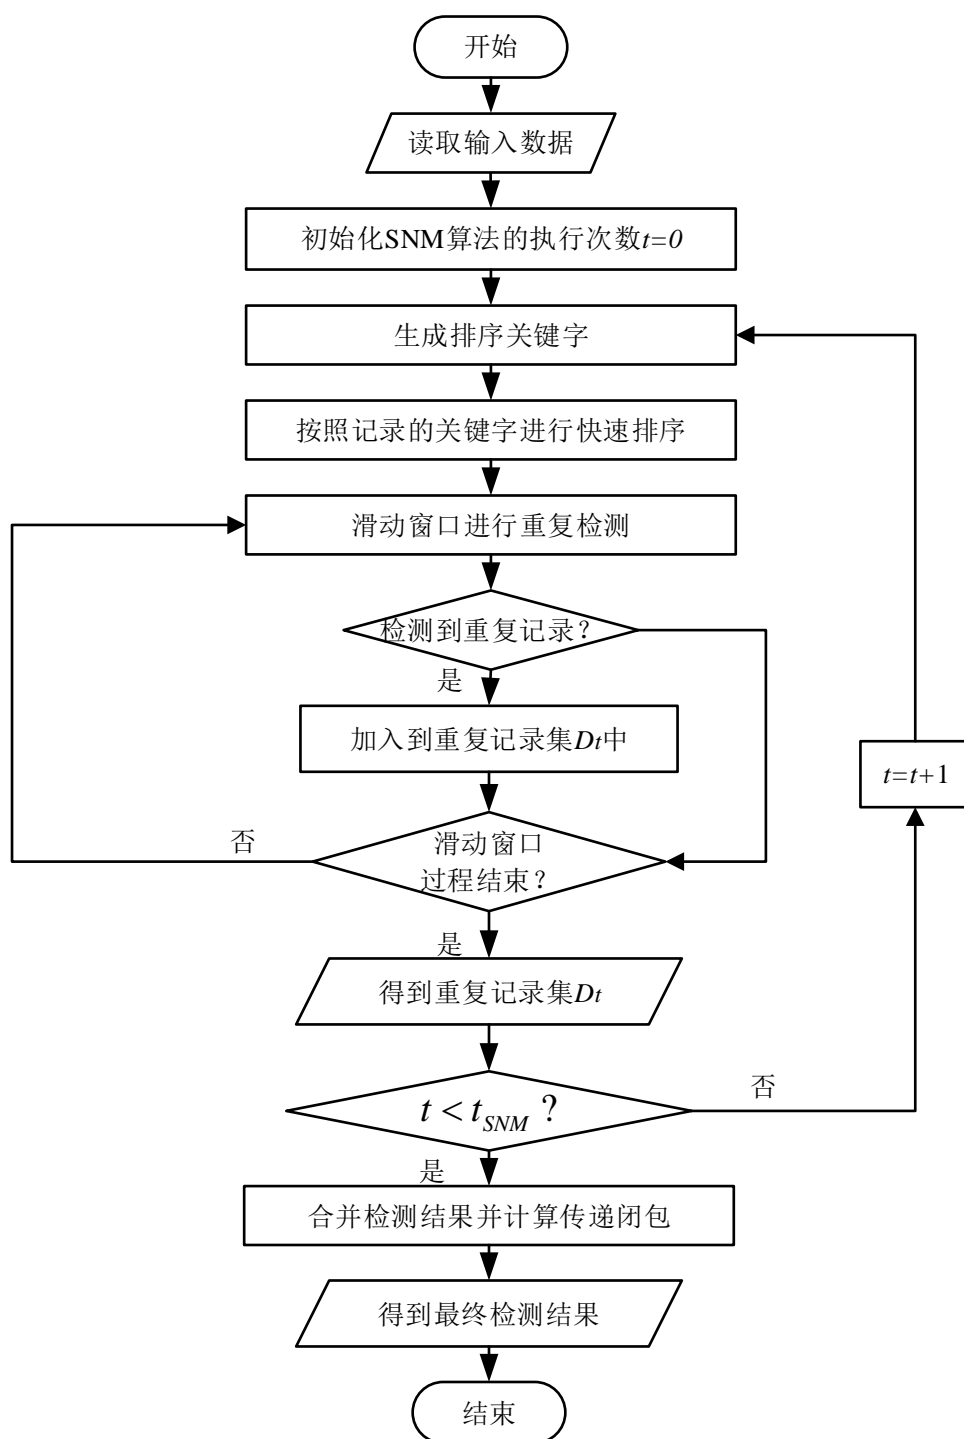 开始
读取输入数据
初始化SNM算法的执行次数t=0
生成排序关键字
按照记录的关键字进行快速排序
滑动窗口进行重复检测
检测到重复记录？
是
加入到重复记录集Dt中
t=t+1
否
滑动窗口
过程结束？
是
得到重复记录集Dt
t < t_SNM ?
否
是
合并检测结果并计算传递闭包
得到最终检测结果
结束